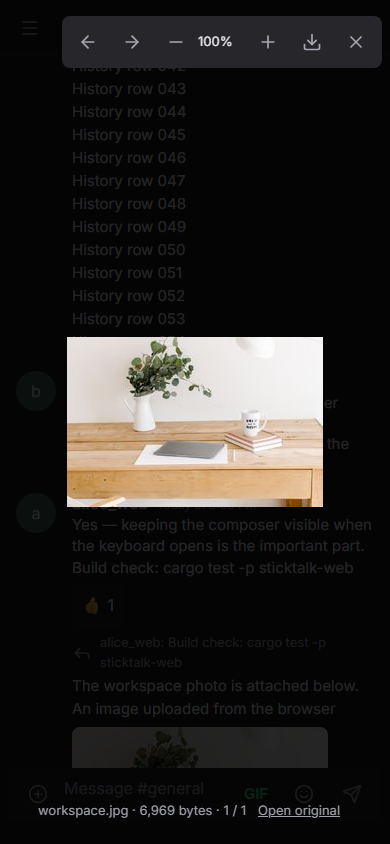 100%
History row 042
History row 043
History row 044
History row 045
History row 046
History row 047
History row 048
History row 049
History row 050
History row 051
History row 052
History row 053
b
er
the
a
Yes — keeping the composer visible when
the keyboard opens is the important part.
Build check: cargo test -p sticktalk-web
👍 1
alice_web: Build check: cargo test -p
sticktalk-web
The workspace photo is attached below.
An image uploaded from the browser
Message #general
GIF
workspace.jpg · 6,969 bytes · 1 / 1 Open original